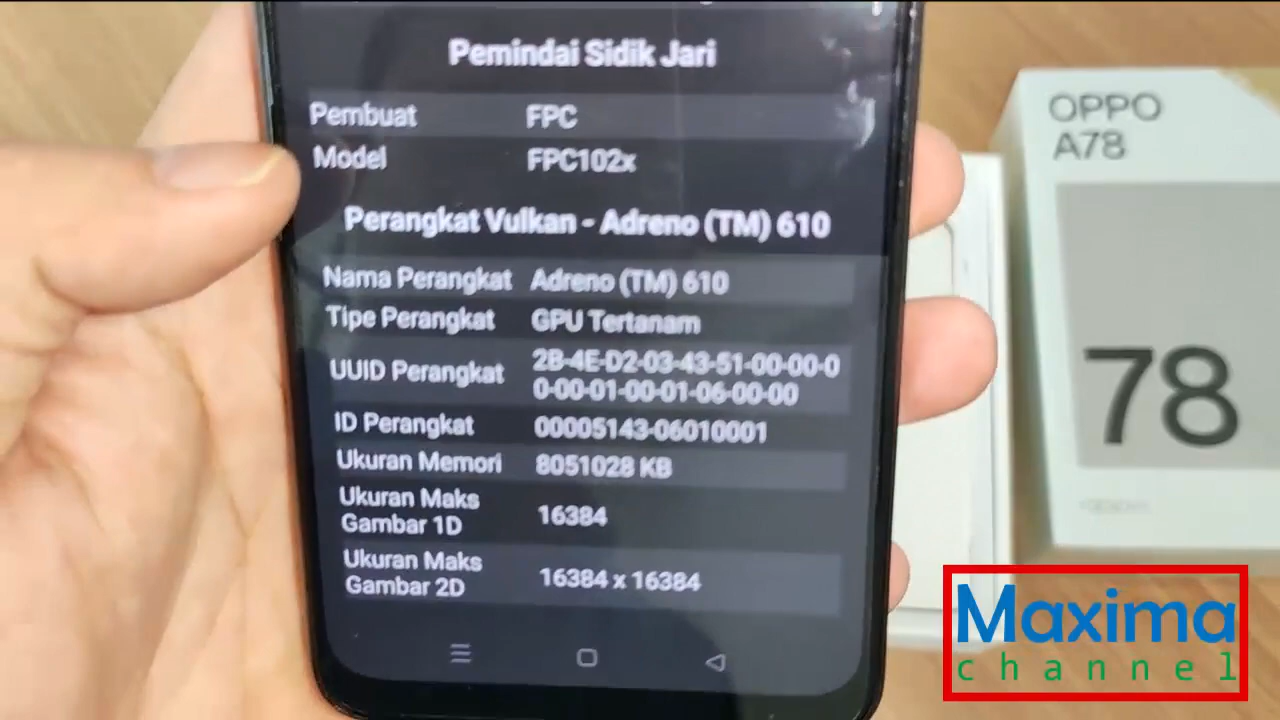 Pemindai Sidik Jari
Pembuat FPC
Model FPC102x
Perangkat Vulkan - Adreno (TM) 610
Nama Perangkat Adreno (TM) 610
Tipe Perangkat GPU Tertanam
UUID Perangkat 2B-4E-D2-03-43-51-00-00-0
0-00-01-00-01-06-00-00
ID Perangkat 00005143-06010001
Ukuran Memori 8051028 KB
Ukuran Maks
Gambar 1D 16384
Ukuran Maks
Gambar 2D 16384 x 16384
OPPO
A78
78
Maxima
channel